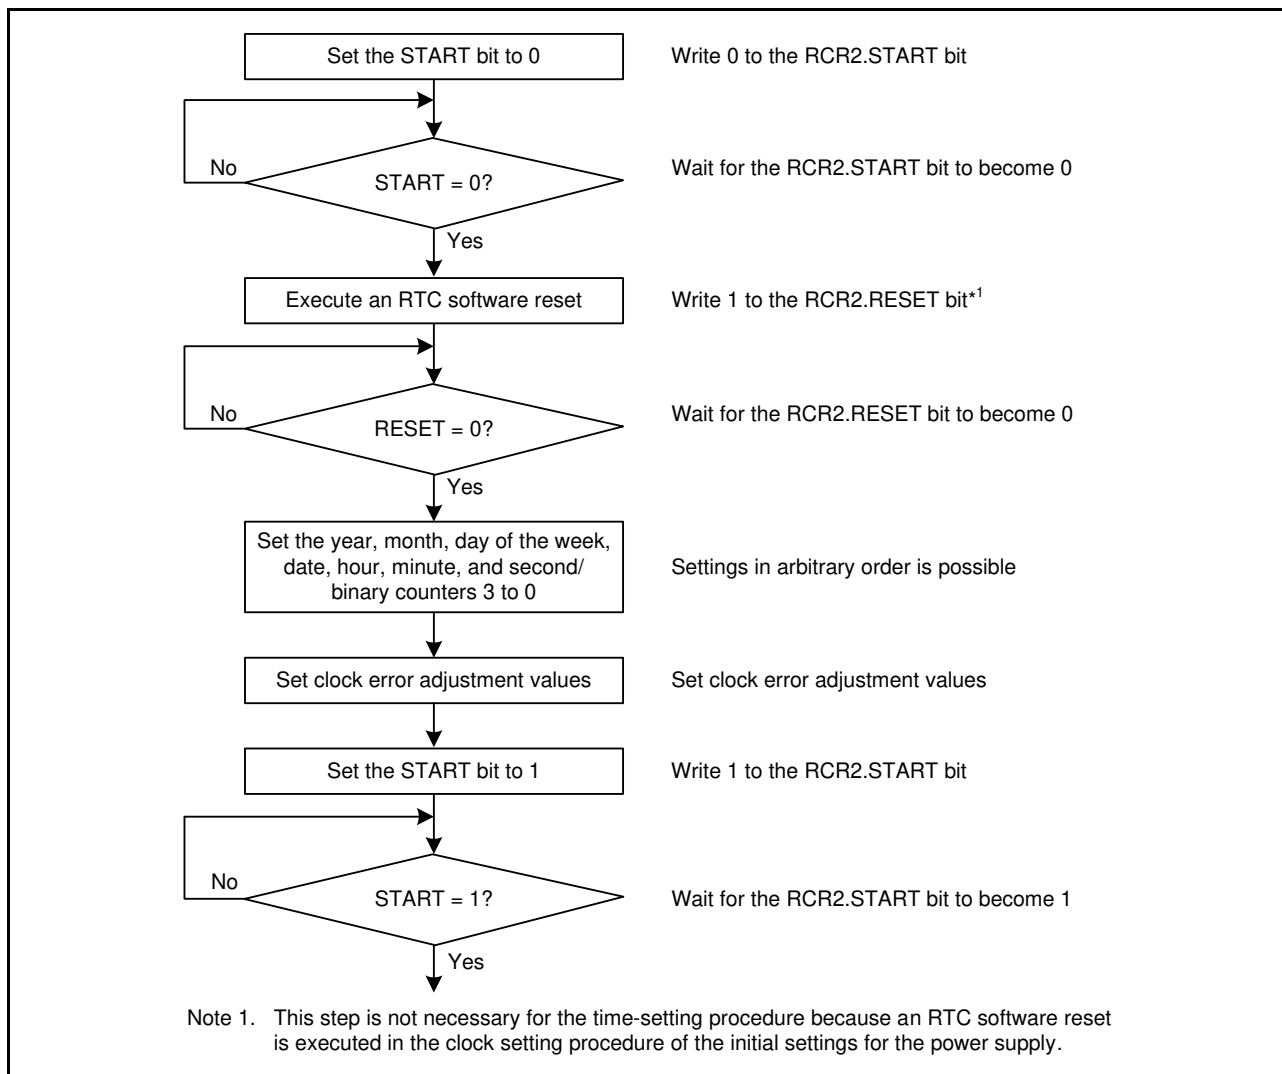 Set the START bit to 0
Write 0 to the RCR2.START bit
No
START = 0?
Wait for the RCR2.START bit to become 0
Yes
Execute an RTC software reset
Write 1 to the RCR2.RESET bit*1
No
RESET = 0?
Wait for the RCR2.RESET bit to become 0
Yes
Set the year, month, day of the week,
date, hour, minute, and second/
binary counters 3 to 0
Settings in arbitrary order is possible
Set clock error adjustment values
Set clock error adjustment values
Set the START bit to 1
Write 1 to the RCR2.START bit
No
START = 1?
Wait for the RCR2.START bit to become 1
Yes
Note 1. This step is not necessary for the time-setting procedure because an RTC software reset
is executed in the clock setting procedure of the initial settings for the power supply.